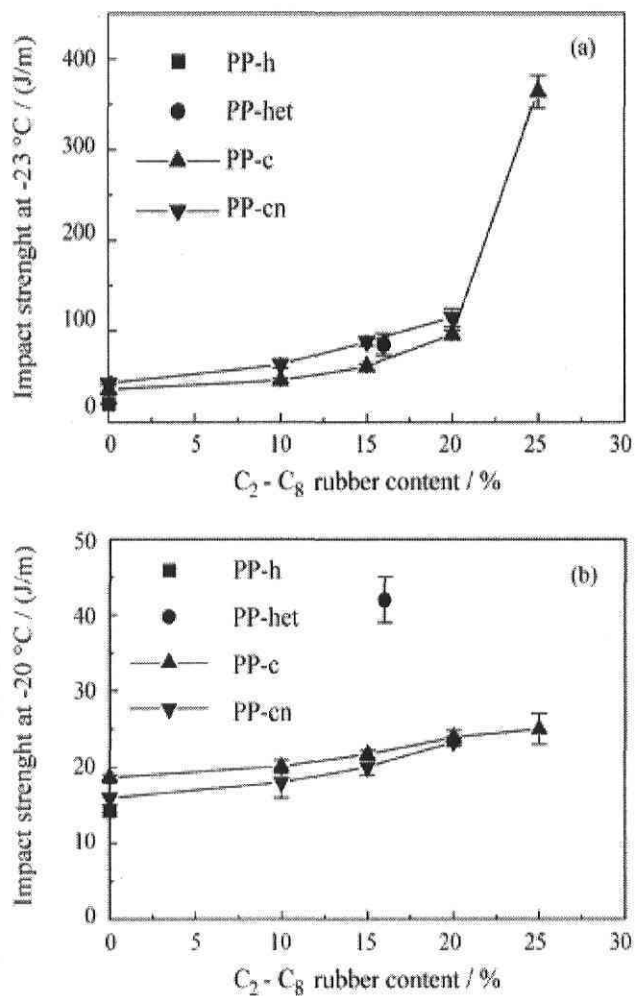 (a)
PP-h
PP-het
PP-c
PP-cn
400
300
200
100
0
Impact strenght at -23 °C / (J/m)
0 5 10 15 20 25 30
C2 - C8 rubber content / %
(b)
PP-h
PP-het
PP-c
PP-cn
50
40
30
20
10
0
Impact strenght at -20 °C / (J/m)
0 5 10 15 20 25 30
C2 - C8 rubber content / %